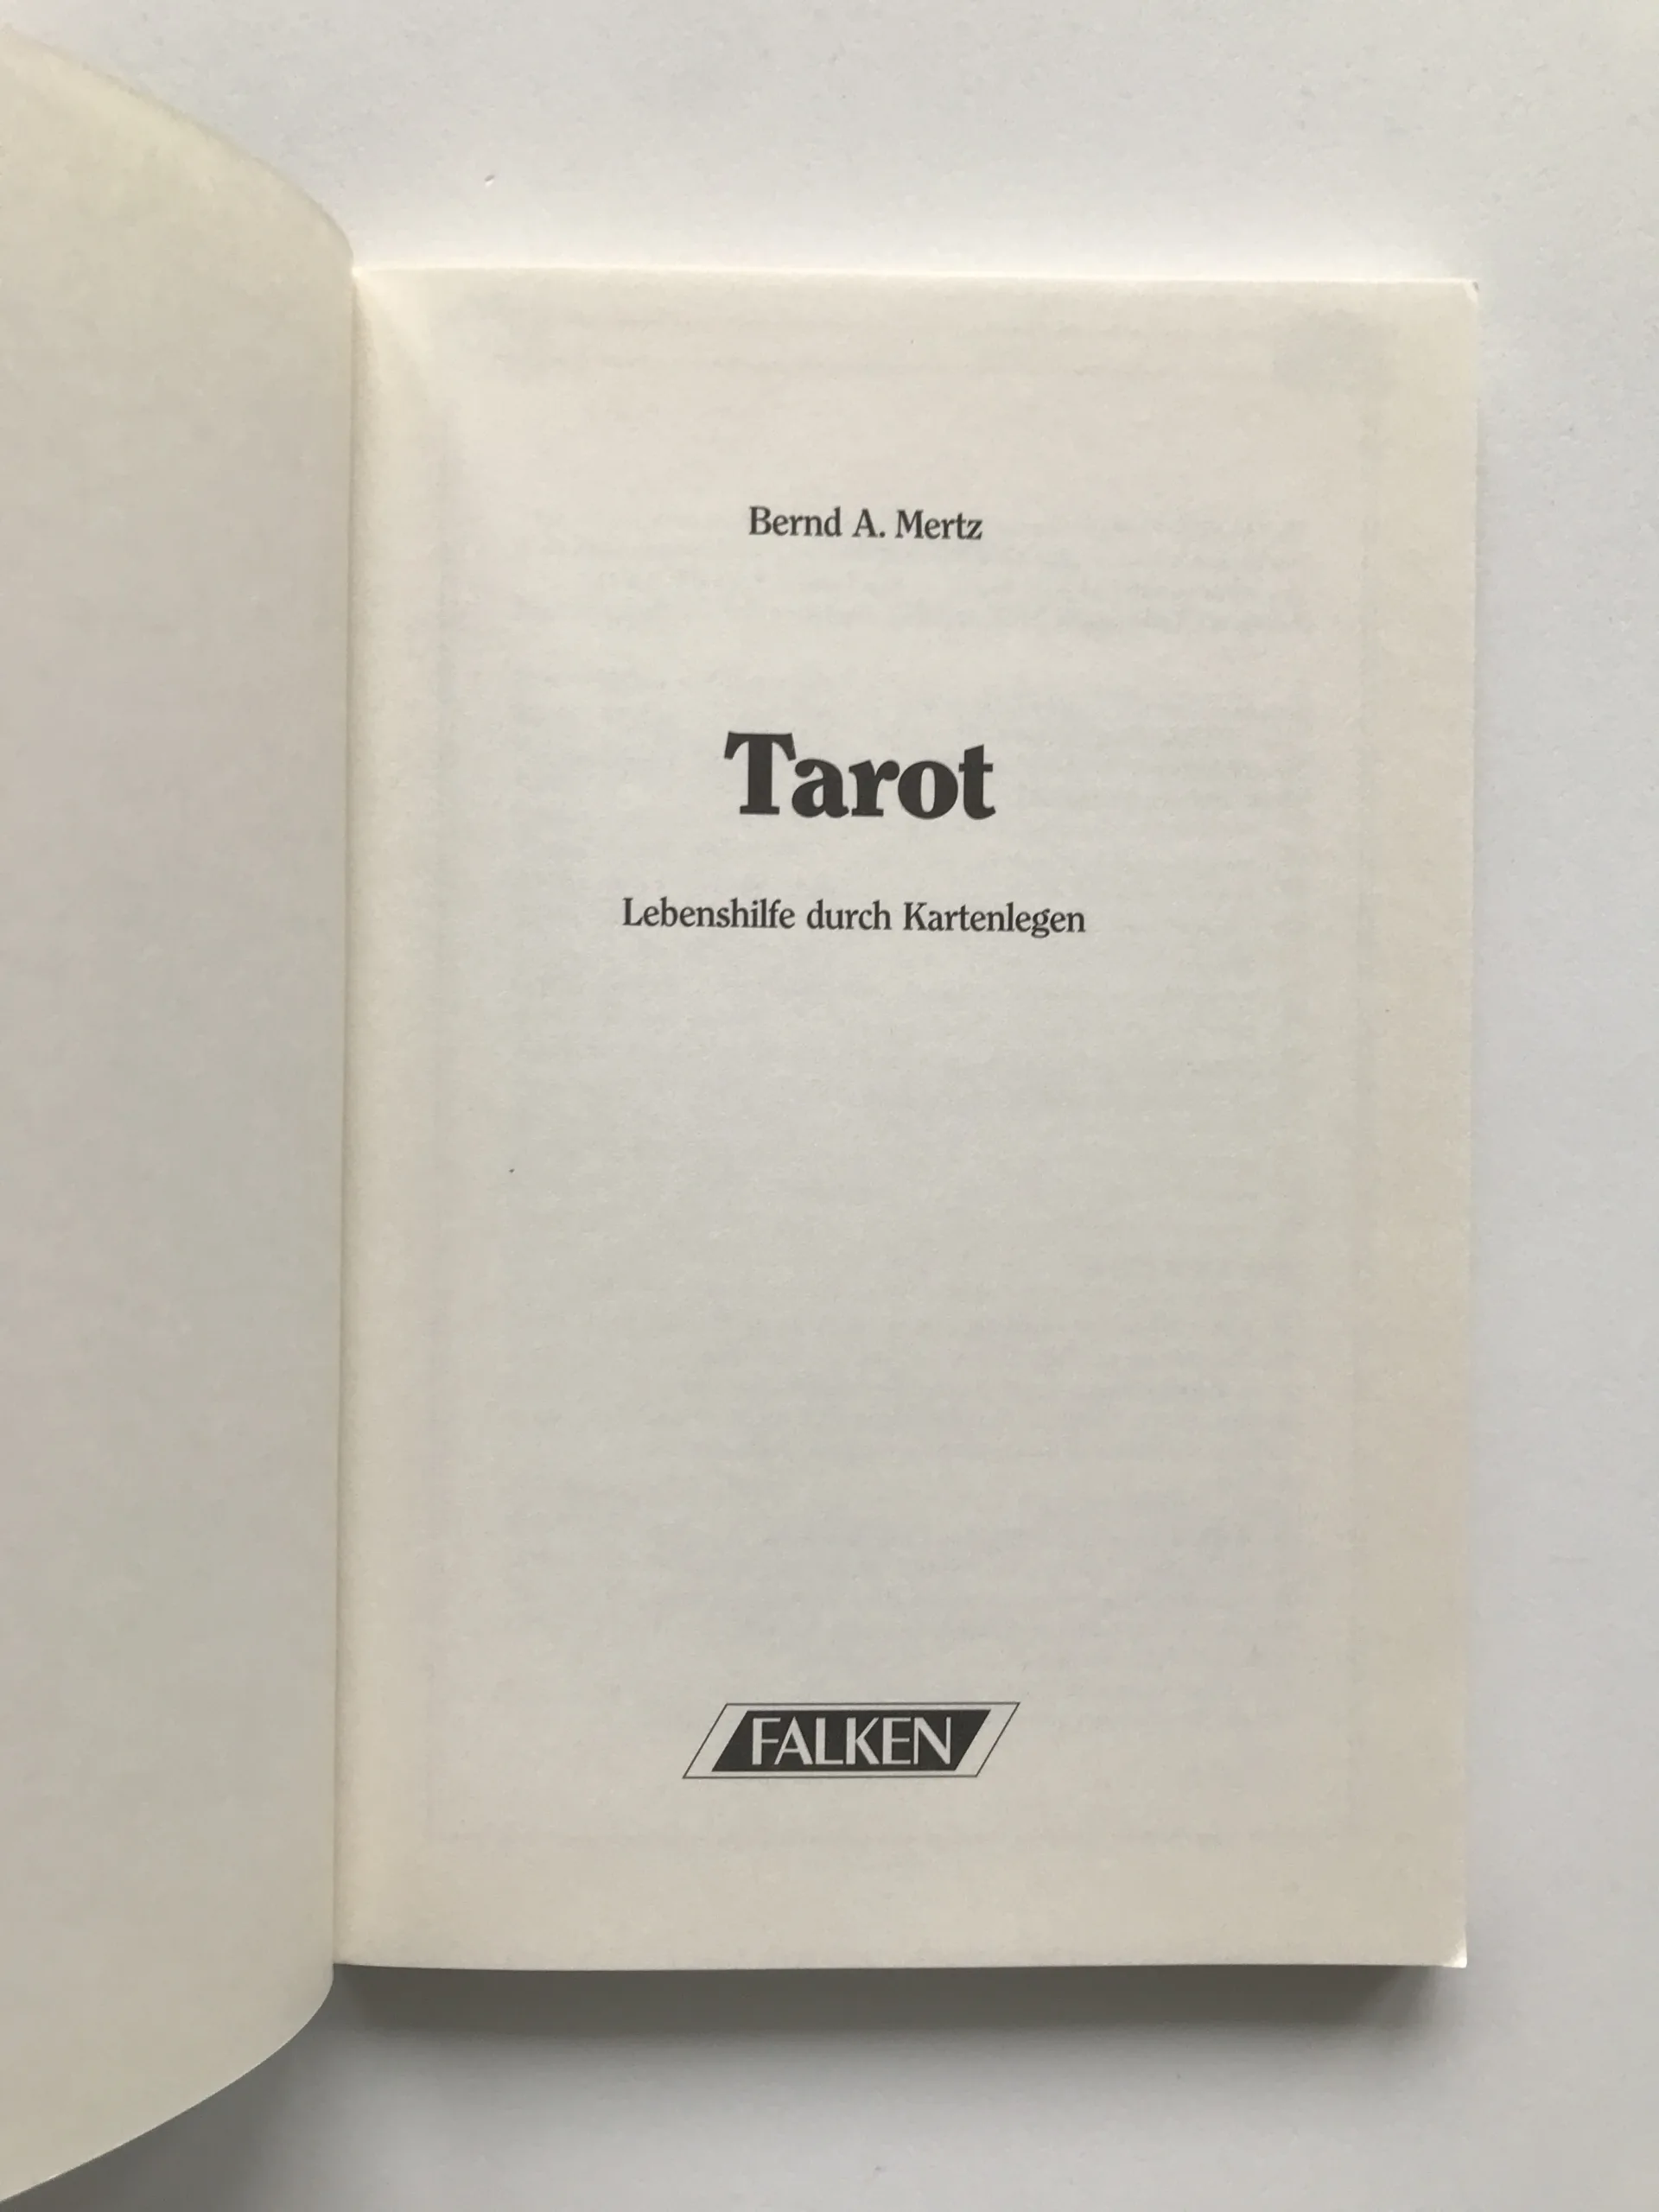 Bernd A. Mertz
Tarot
Lebenshilfe durch Kartenlegen
FALKEN